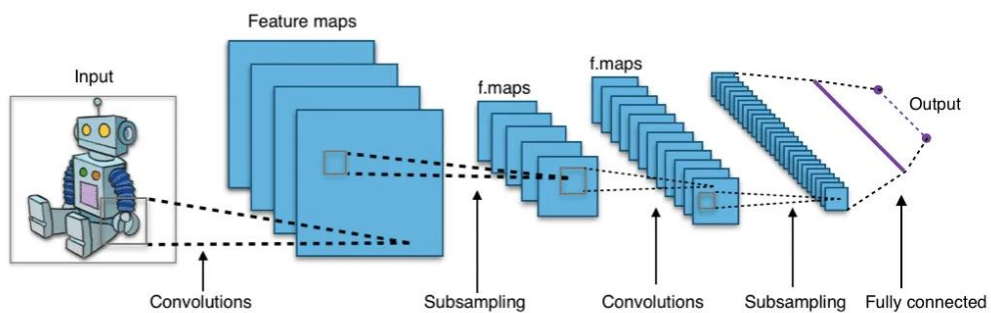 Feature maps
f.maps
f.maps
Input
Output
Convolutions
Subsampling
Convolutions
Subsampling
Fully connected